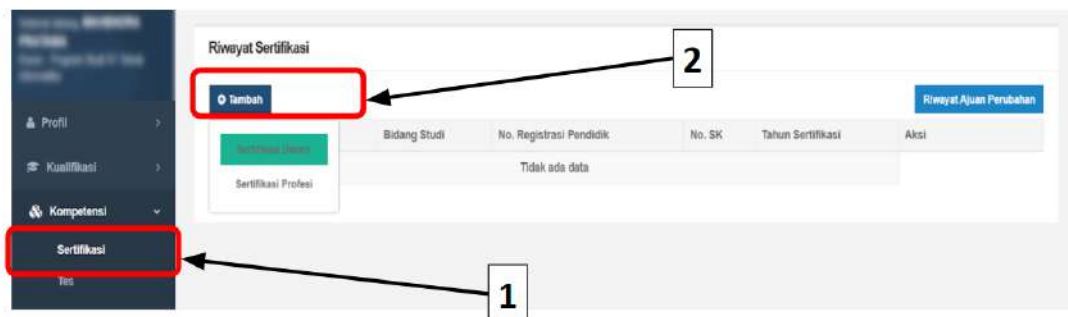 Riwayat Sertifikasi
2
Tambah
Riwayat Ajuan Perubahan
Profil
Bidang Studi No. Registrasi Pendidik No. SK Tahun Sertifikasi Aksi
Kualifikasi
Tidak ada data
Sertifikasi Profesi
Kompetensi
Sertifikasi
Tes
1